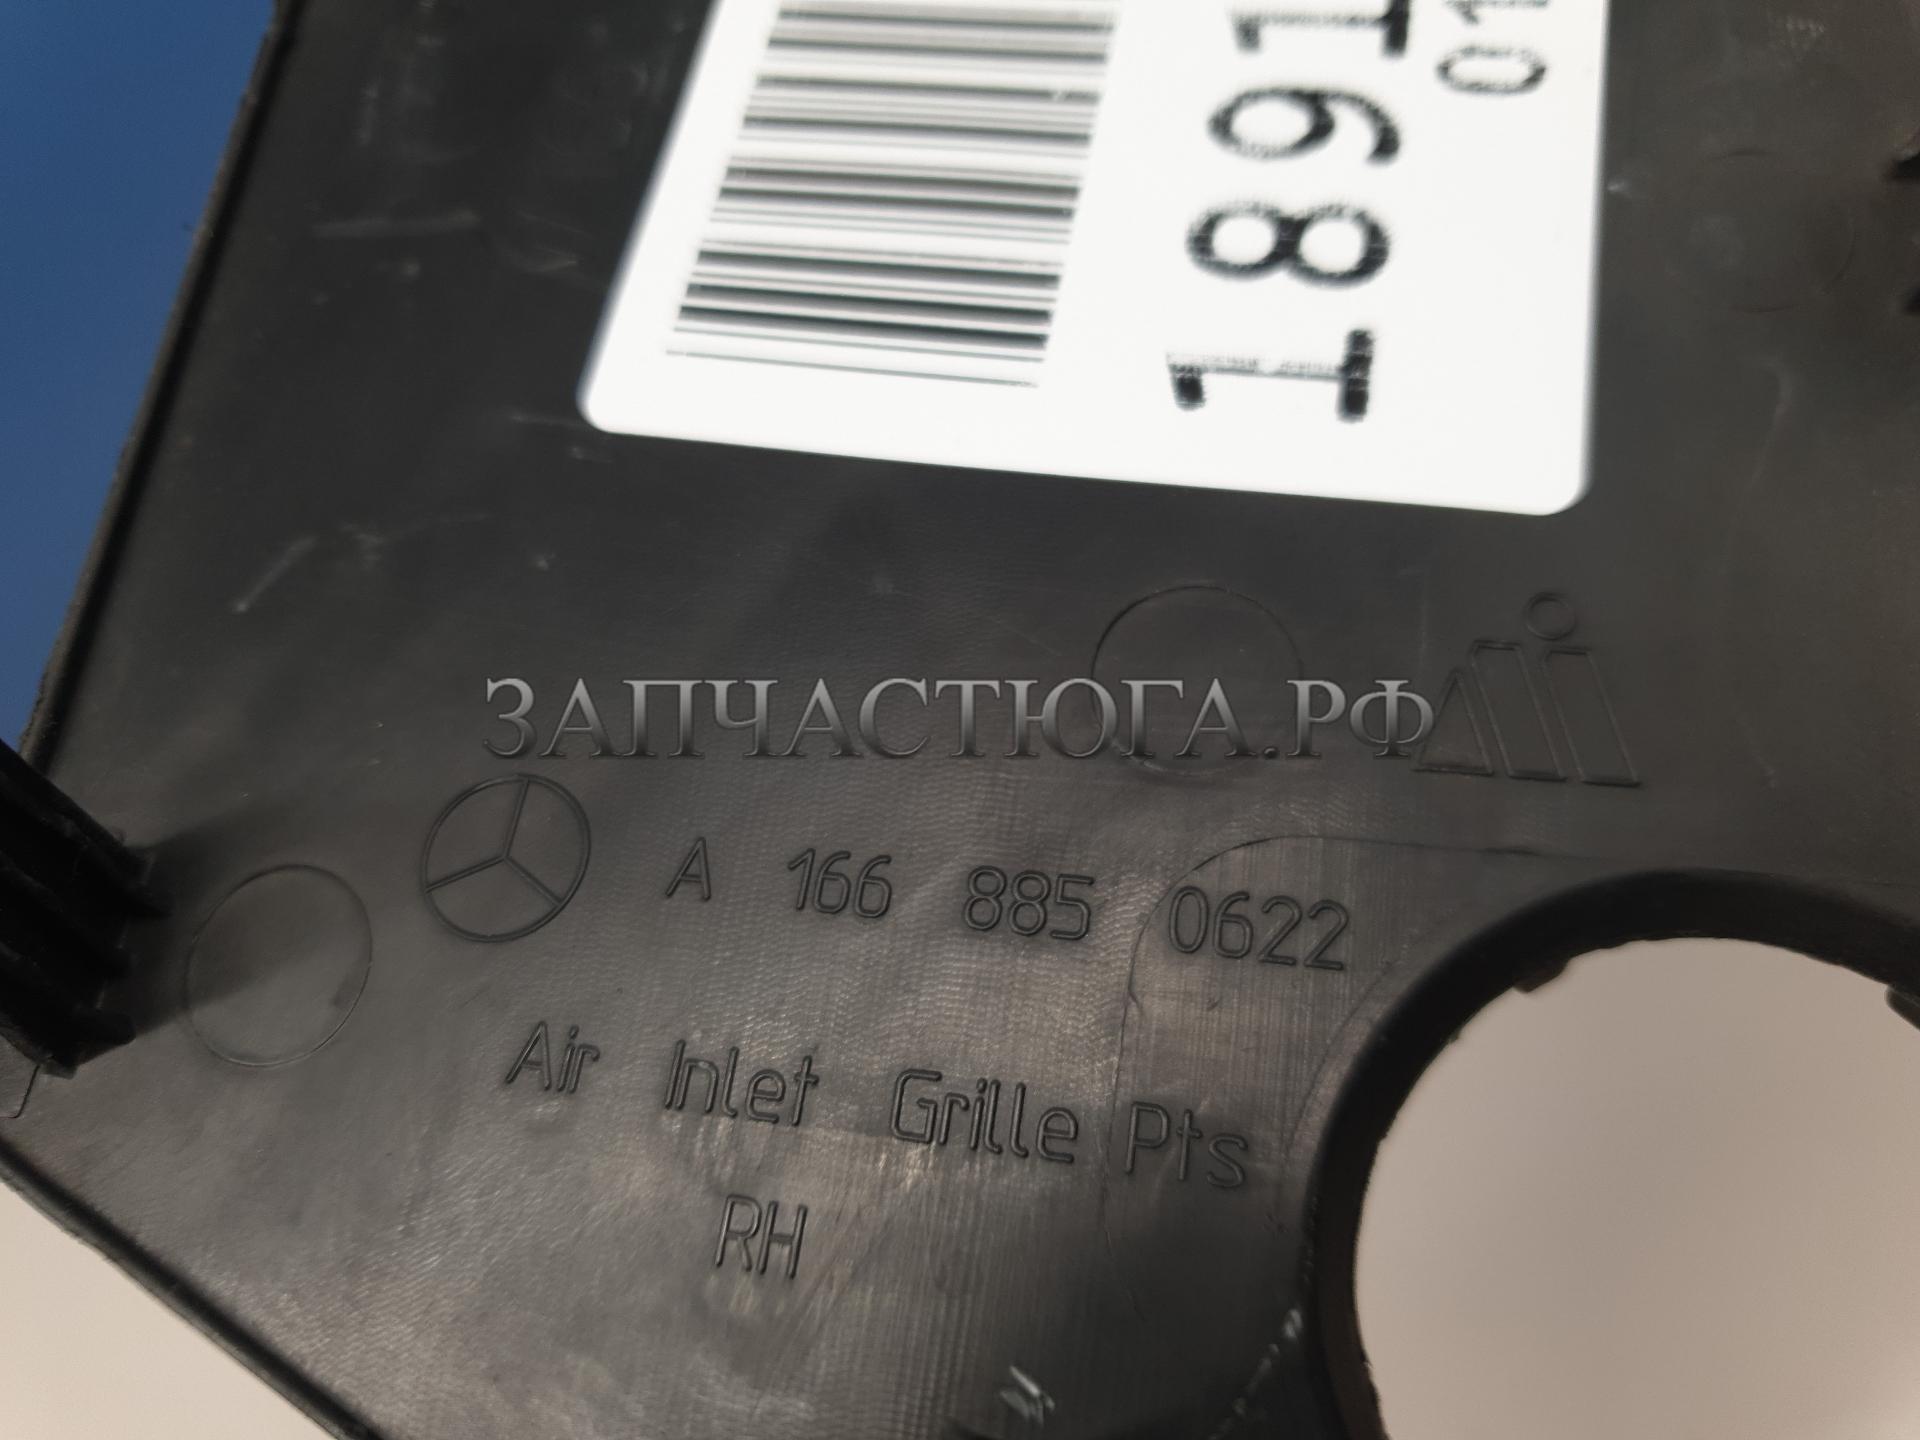 1891
01
ЗАПЧАСТЮГА.РФ
A 166 885 0622
Air Inlet Grille Pts
RH